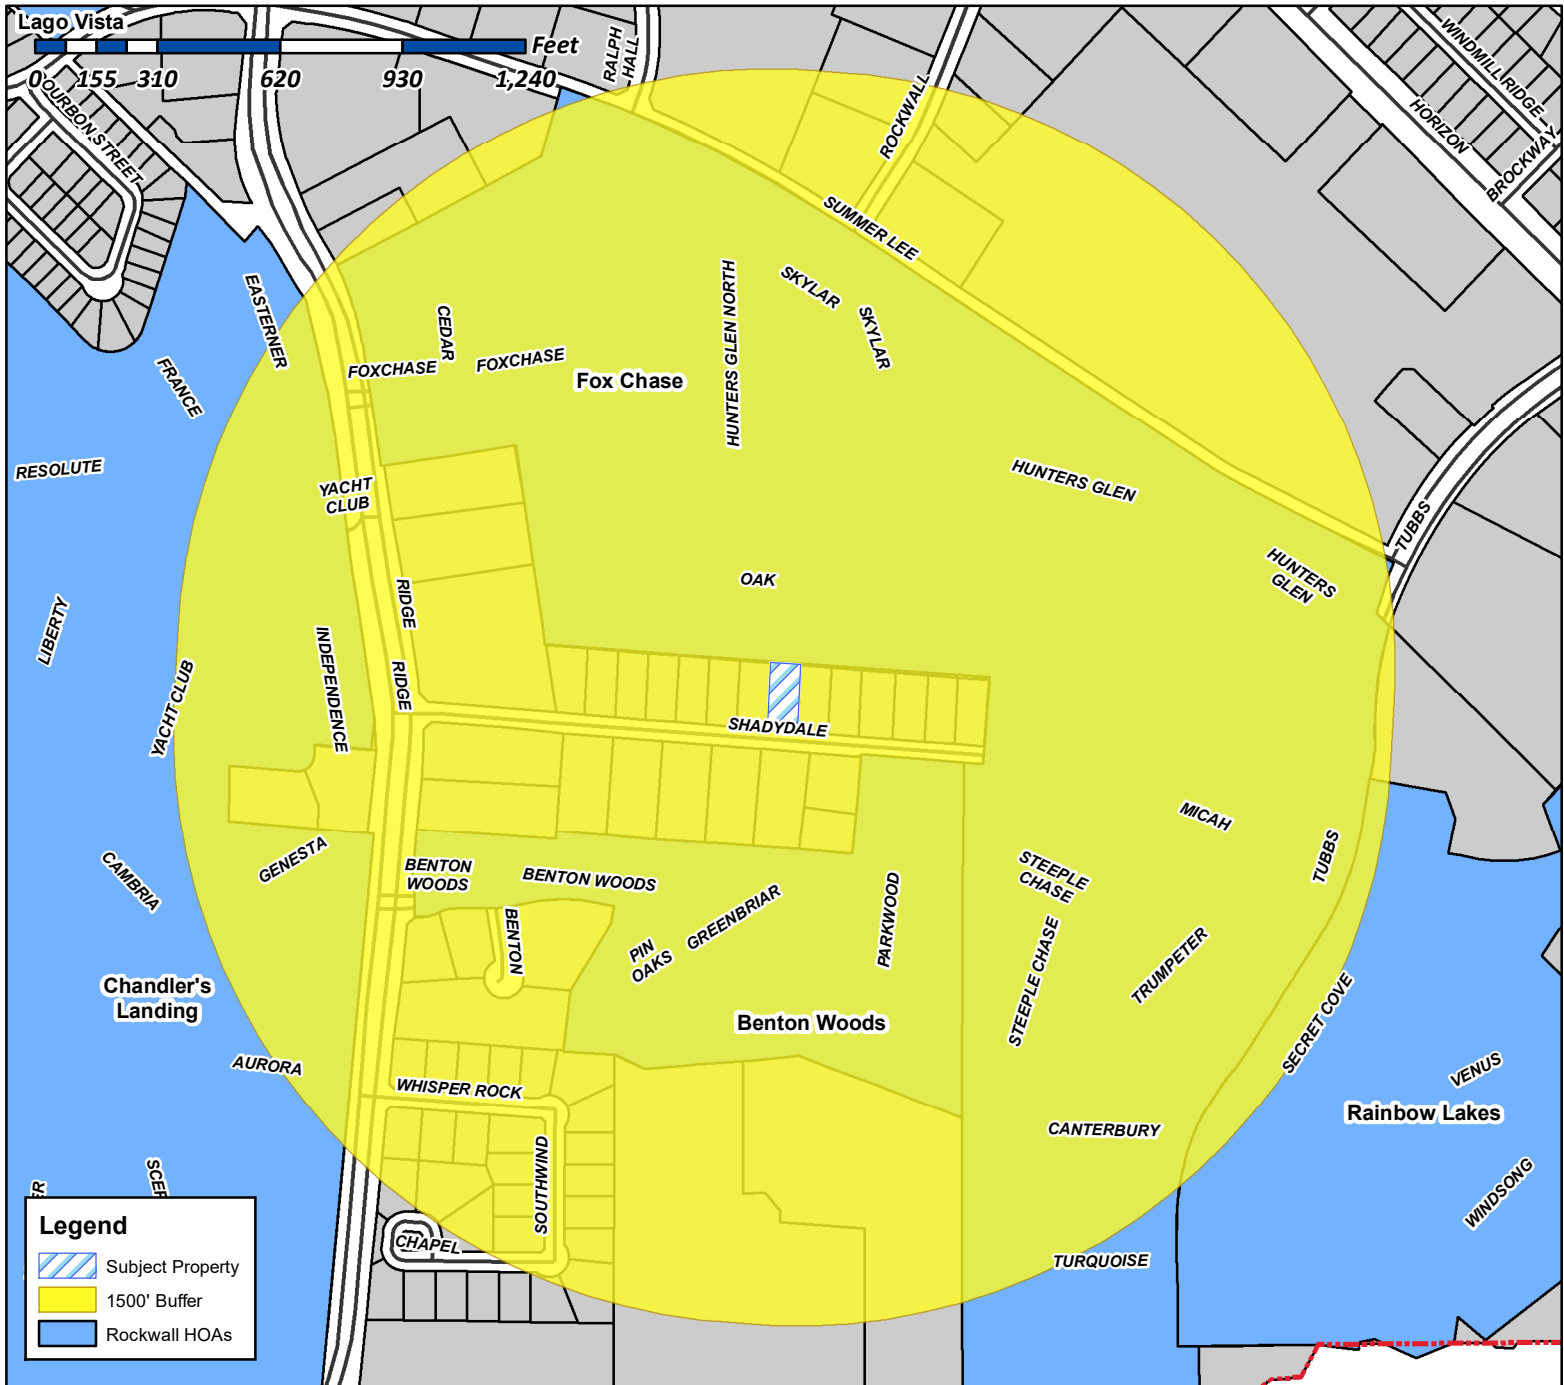 Lago Vista
Feet
0 155 310 620 930 1,240
RALPH
HALL
ROCKWALL
WINDMILL RIDGE
HORIZON
BROCKWAY
OURBON STREET
SUMMER LEE
EASTERNER
CEDAR
HUNTERS GLEN NORTH
SKYLAR
SKYLAR
FRANCE
FOXCHASE
FOXCHASE
Fox Chase
RESOLUTE
YACHT
CLUB
HUNTERS GLEN
TUBBS
HUNTERS
GLEN
OAK
LIBERTY
RIDGE
INDEPENDENCE
RIDGE
YACHT CLUB
SHADYDALE
MICAH
TUBBS
GENESTA
CAMBRIA
BENTON
WOODS
BENTON WOODS
STEEPLE
CHASE
BENTON
GREENBRIAR
PARKWOOD
PIN
OAKS
STEEPLE CHASE
TRUMPETER
Chandler's
Landing
Benton Woods
SECRET COVE
AURORA
WHISPER ROCK
VENUS
Rainbow Lakes
CANTERBURY
SOUTHWIND
WINDSONG
SCEP
ER
CHAPEL
TURQUOISE
Legend
Subject Property
1500' Buffer
Rockwall HOAs